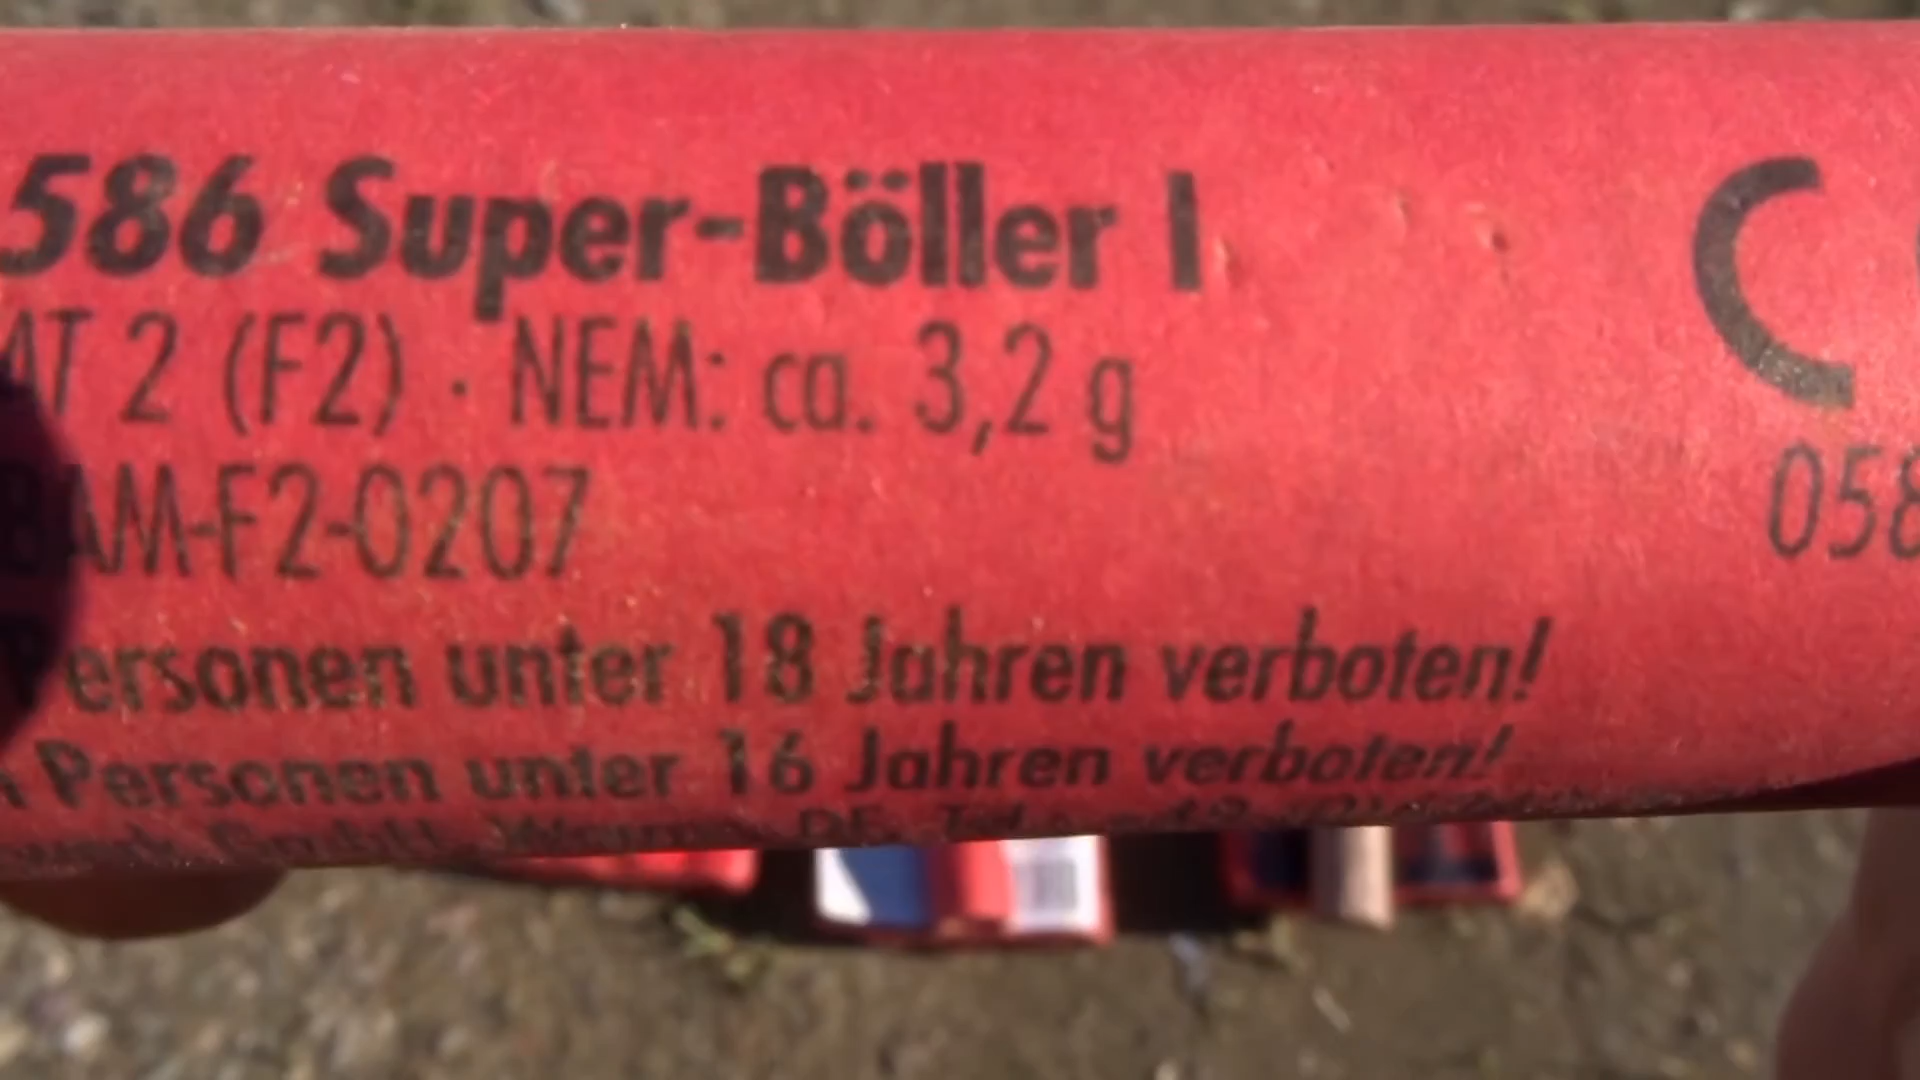 586 Super-Böller I
AT 2 (F2) · NEM: ca. 3,2 g
BAM-F2-0207
Personen unter 18 Jahren verboten!
n Personen unter 16 Jahren verboten!
C
058